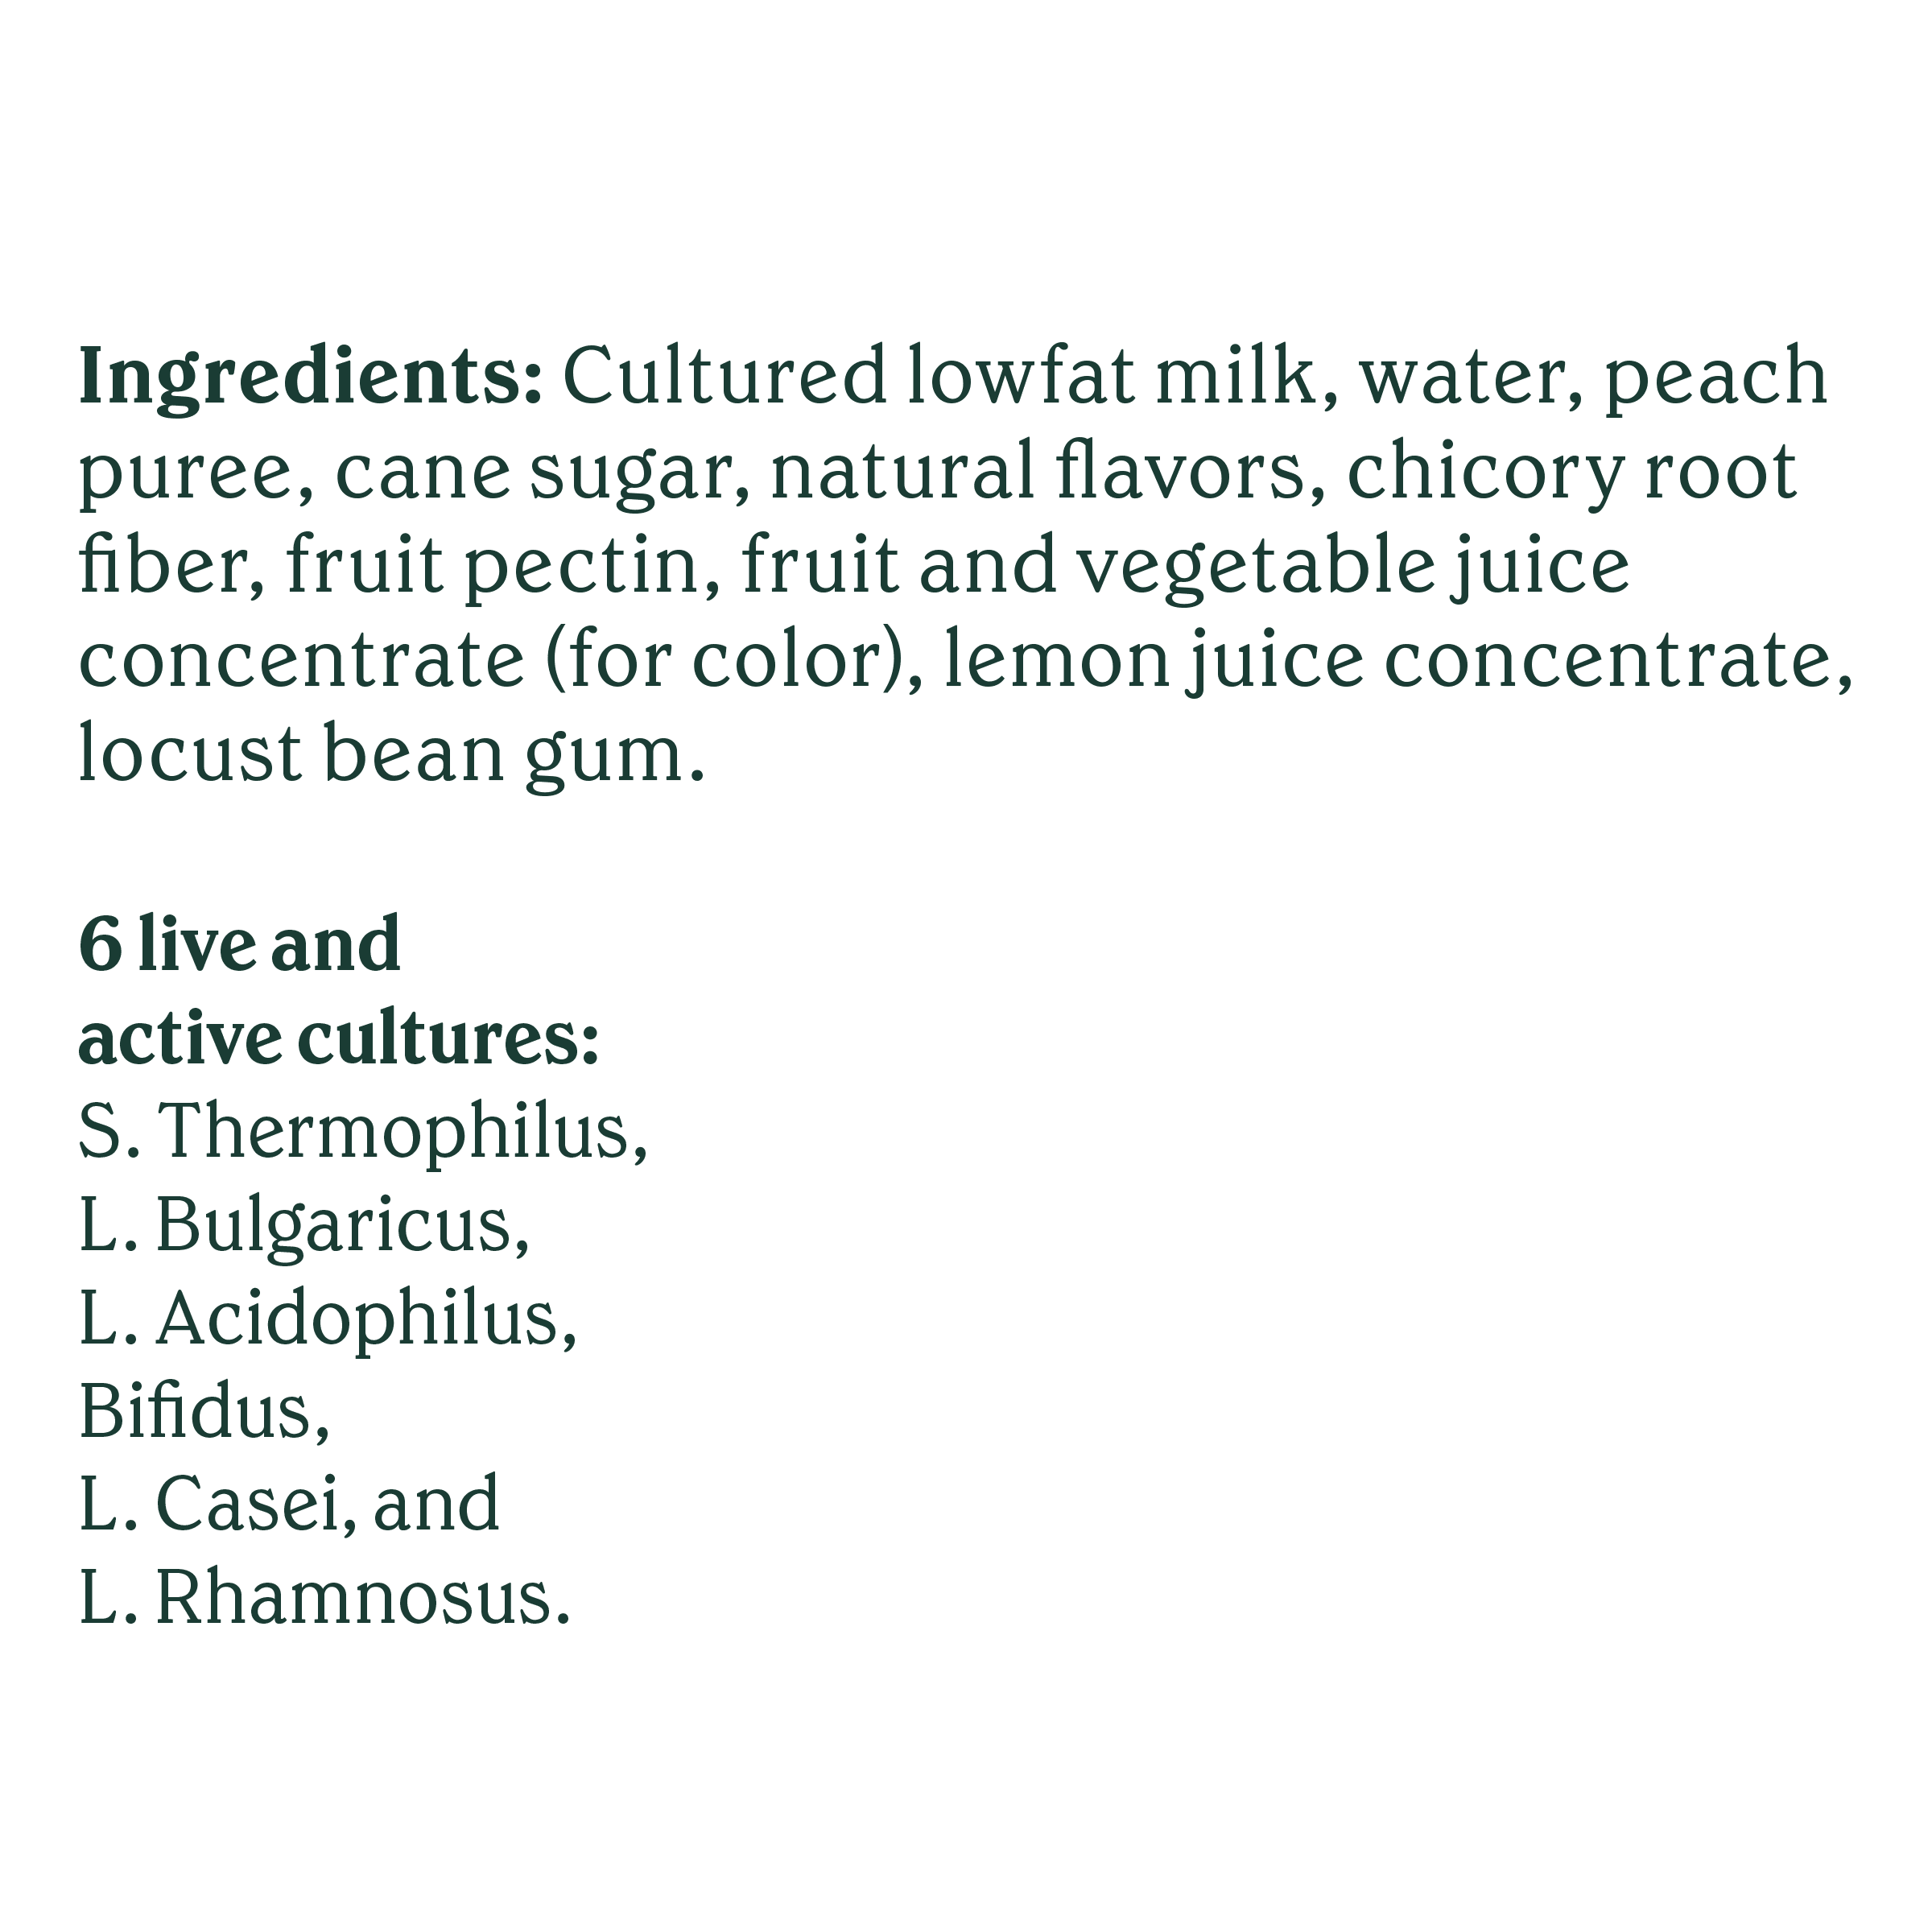 Ingredients: Cultured lowfat milk, water, peach
puree, cane sugar, natural flavors, chicory root
fiber, fruit pectin, fruit and vegetable juice
concentrate (for color), lemon juice concentrate,
locust bean gum.
6 live and
active cultures:
S. Thermophilus,
L. Bulgaricus,
L. Acidophilus,
Bifidus,
L. Casei, and
L. Rhamnosus.